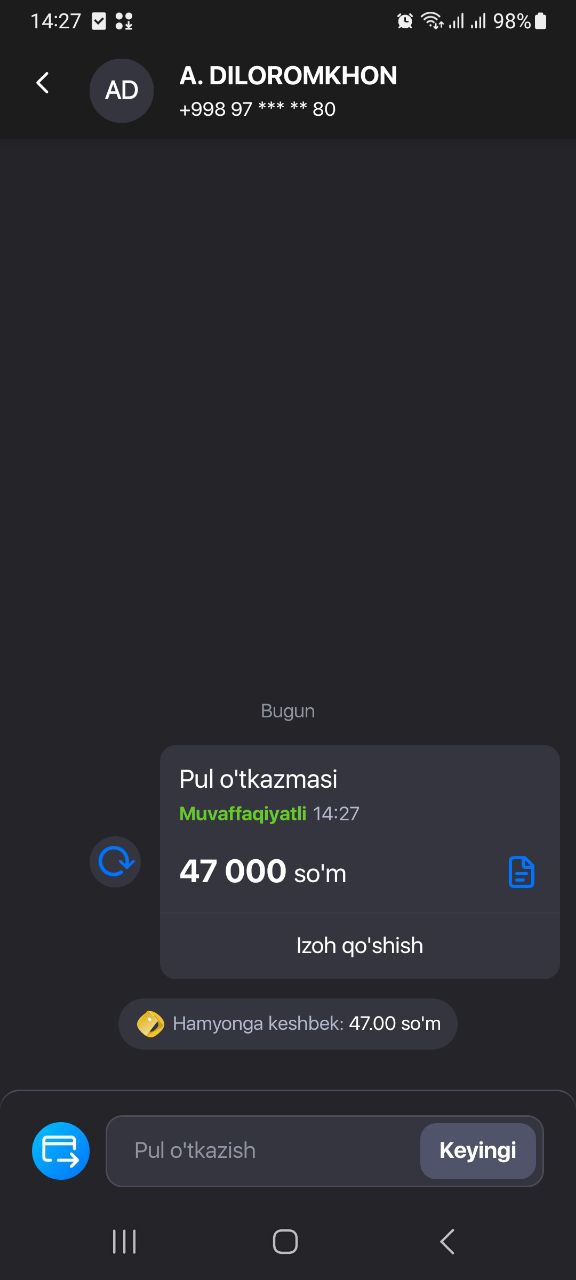 14:27 98%
AD
A. DILOROMKHON
+998 97 *** ** 80
Bugun
Pul o'tkazmasi
Muvaffaqiyatli 14:27
47 000 so'm
Izoh qo'shish
Hamyonga keshbek: 47.00 so'm
Pul o'tkazish
Keyingi